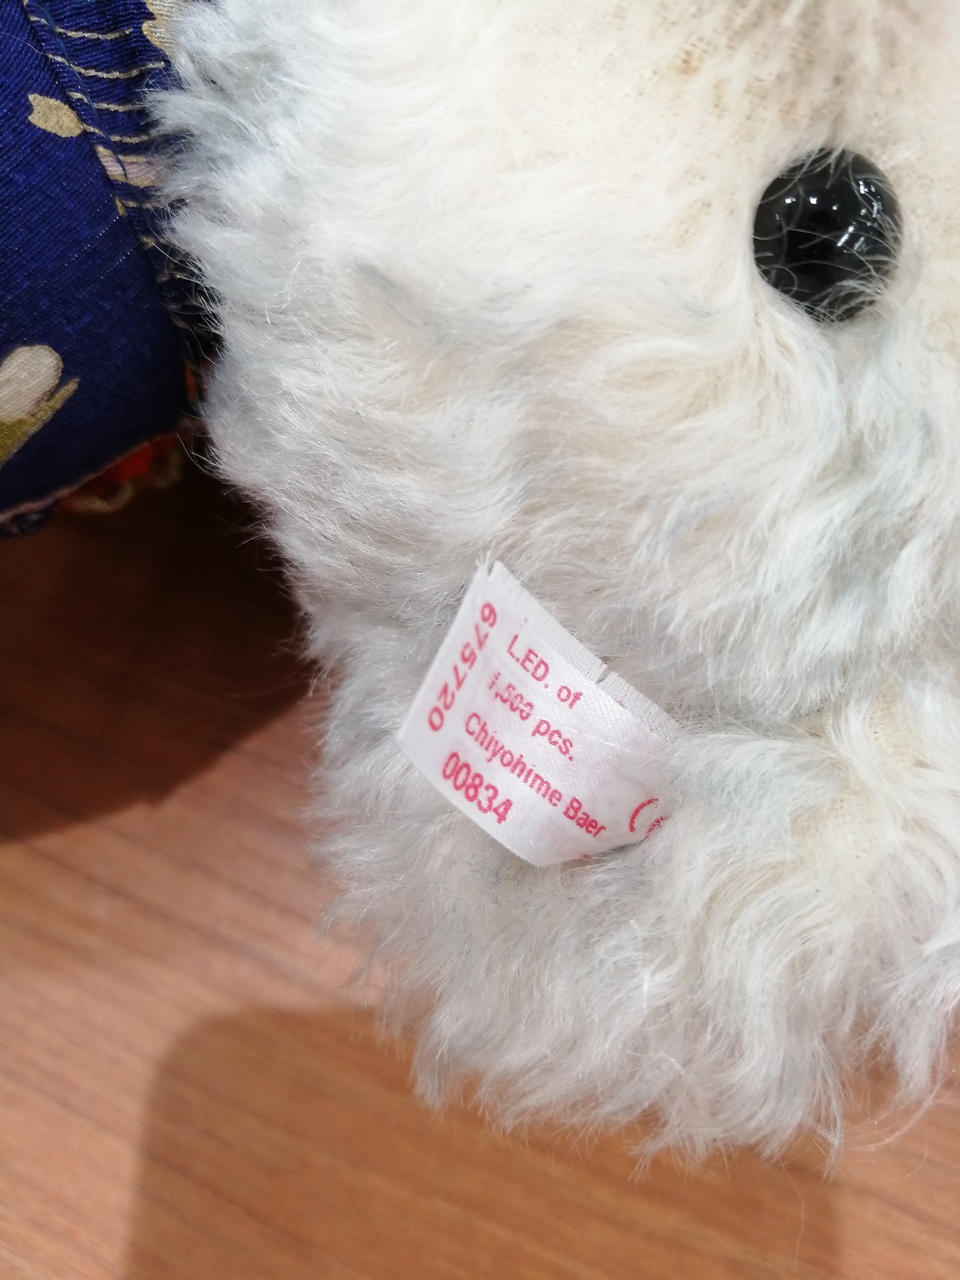 675720
L.ED. of
1,500 pcs.
Chiyohime Baer
00834